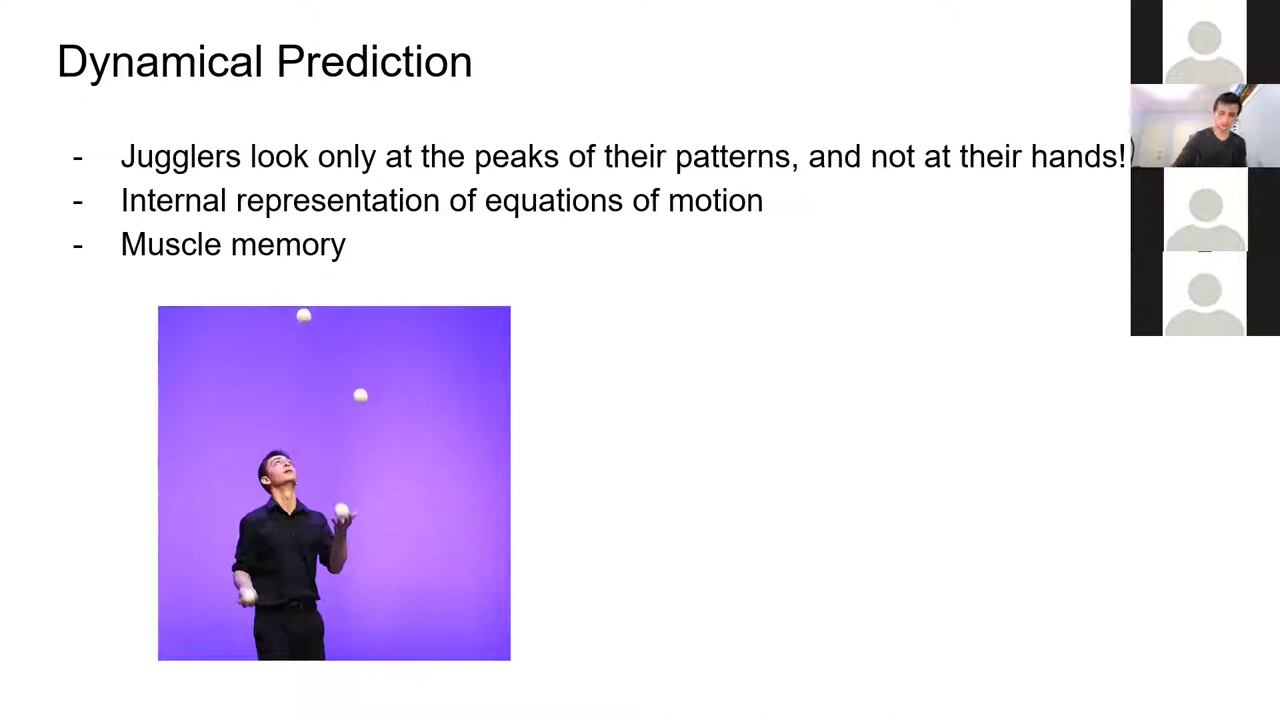 Dynamical Prediction
- Jugglers look only at the peaks of their patterns, and not at their hands!
- Internal representation of equations of motion
- Muscle memory